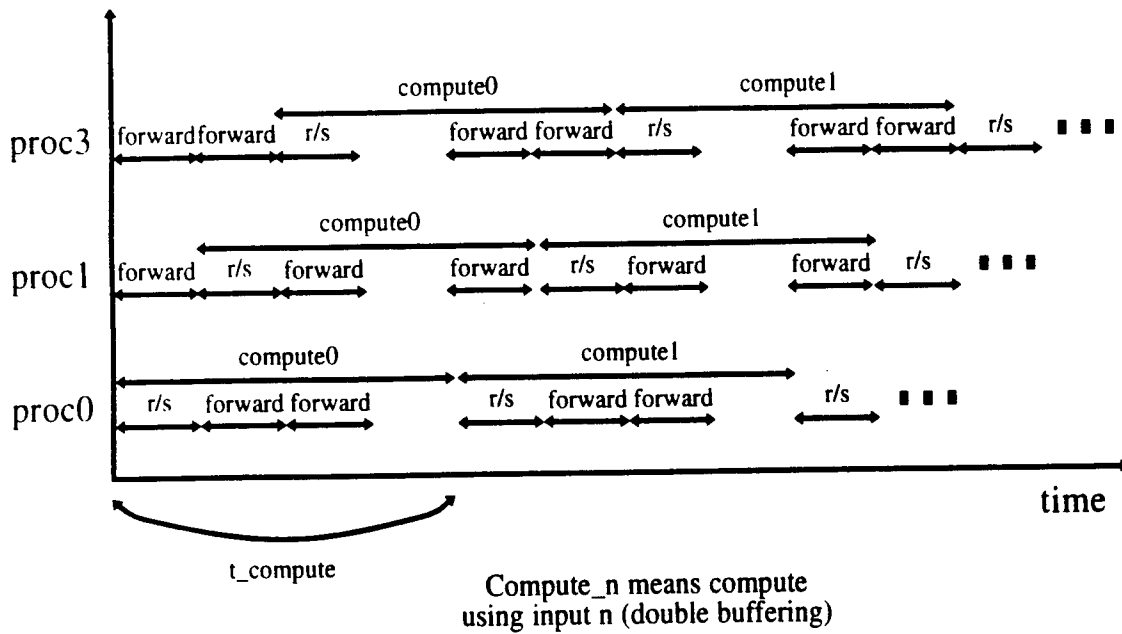 compute0 compute1
proc3 forward forward r/s forward forward r/s forward forward r/s
compute0 compute1
proc1 forward r/s forward forward r/s forward forward r/s
compute0 compute1
proc0 r/s forward forward r/s forward forward r/s
time
t_compute
Compute_n means compute
using input n (double buffering)